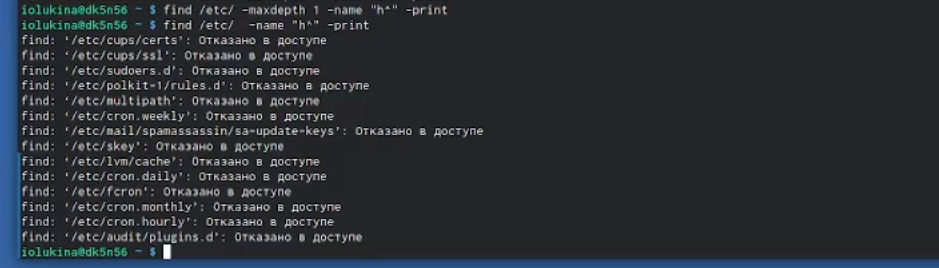 iolukina@dk5n56 ~ $ find /etc/ -maxdepth 1 -name "h^" -print
iolukina@dk5n56 ~ $ find /etc/  -name "h^" -print
find: ‘/etc/cups/certs’: Отказано в доступе
find: ‘/etc/cups/ssl’: Отказано в доступе
find: ‘/etc/sudoers.d’: Отказано в доступе
find: ‘/etc/polkit-1/rules.d’: Отказано в доступе
find: ‘/etc/multipath’: Отказано в доступе
find: ‘/etc/cron.weekly’: Отказано в доступе
find: ‘/etc/mail/spamassassin/sa-update-keys’: Отказано в доступе
find: ‘/etc/skey’: Отказано в доступе
find: ‘/etc/lvm/cache’: Отказано в доступе
find: ‘/etc/cron.daily’: Отказано в доступе
find: ‘/etc/fcron’: Отказано в доступе
find: ‘/etc/cron.monthly’: Отказано в доступе
find: ‘/etc/cron.hourly’: Отказано в доступе
find: ‘/etc/audit/plugins.d’: Отказано в доступе
iolukina@dk5n56 ~ $